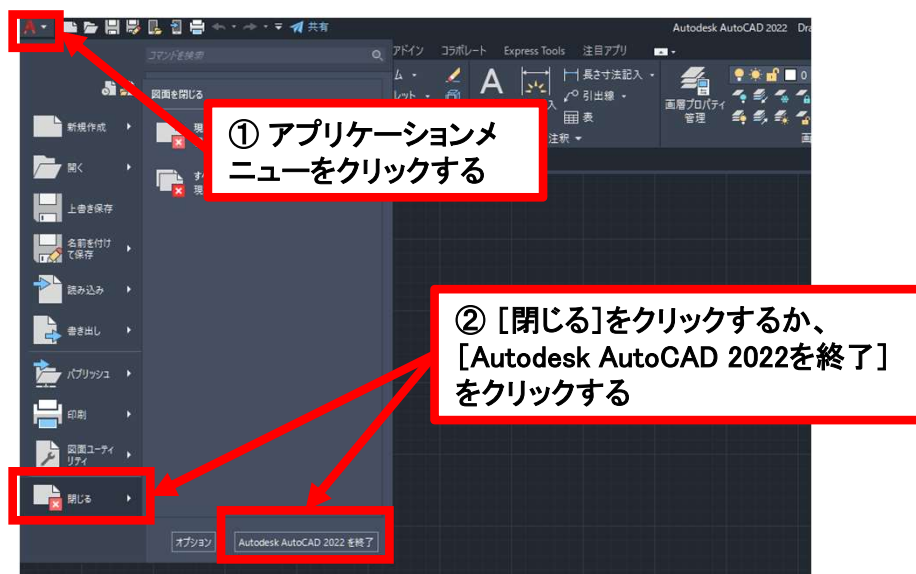 共有
Autodesk AutoCAD 2022
コマンドを検索
アドイン コラボレート Express Tools 注目アプリ
図面を閉じる
① アプリケーションメ
ニューをクリックする
A
長さ寸法記入
引出線
表
注釈
画層プロパティ
管理
0
新規作成
開く
上書き保存
名前を付け
て保存
読み込み
書き出し
パブリッシュ
印刷
図面ユーティ
リティ
閉じる
② [閉じる]をクリックするか、
[Autodesk AutoCAD 2022を終了]
をクリックする
オプション
Autodesk AutoCAD 2022 を終了